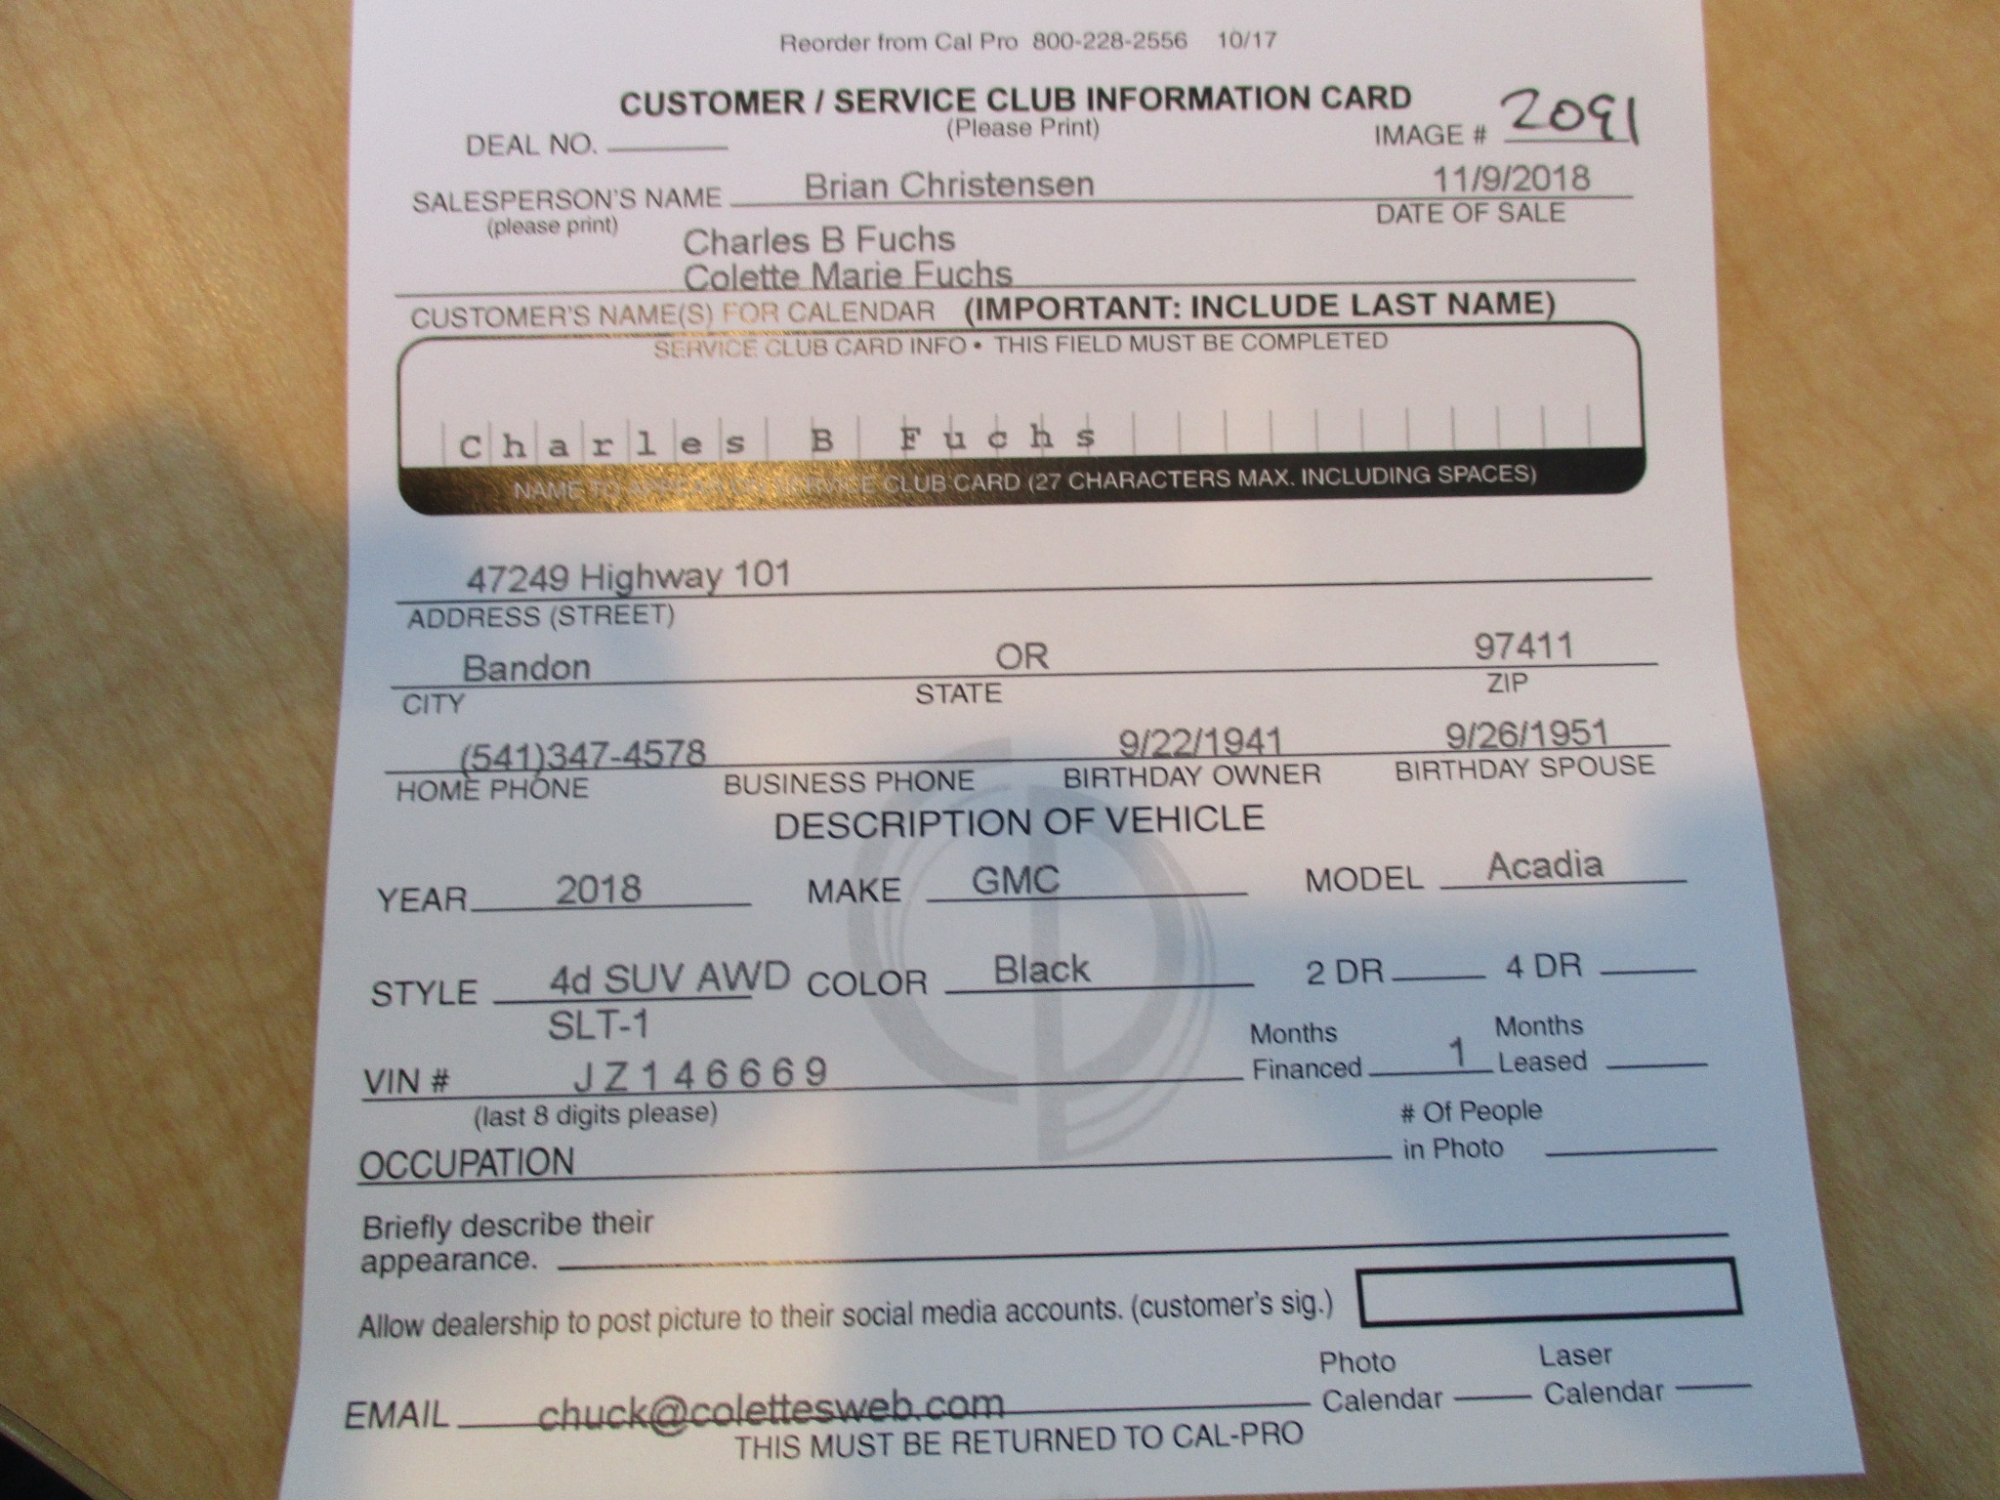 Reorder from Cal Pro 800-228-2556 10/17
CUSTOMER / SERVICE CLUB INFORMATION CARD
(Please Print)
DEAL NO.
IMAGE # 2091
SALESPERSON'S NAME Brian Christensen 11/9/2018
(please print) DATE OF SALE
Charles B Fuchs
Colette Marie Fuchs
CUSTOMER'S NAME(S) FOR CALENDAR (IMPORTANT: INCLUDE LAST NAME)
SERVICE CLUB CARD INFO • THIS FIELD MUST BE COMPLETED
Charles B Fuchs
NAME TO APPEAR ON SERVICE CLUB CARD (27 CHARACTERS MAX. INCLUDING SPACES)
47249 Highway 101
ADDRESS (STREET)
Bandon OR 97411
CITY STATE ZIP
(541)347-4578 9/22/1941 9/26/1951
HOME PHONE BUSINESS PHONE BIRTHDAY OWNER BIRTHDAY SPOUSE
DESCRIPTION OF VEHICLE
YEAR 2018 MAKE GMC MODEL Acadia
STYLE 4d SUV AWD COLOR Black 2 DR 4 DR
SLT-1
VIN # JZ146669 Months Financed 1 Months Leased
(last 8 digits please)
OCCUPATION # Of People in Photo
Briefly describe their
appearance.
Allow dealership to post picture to their social media accounts. (customer's sig.)
EMAIL chuck@colettesweb.com Photo Calendar Laser Calendar
THIS MUST BE RETURNED TO CAL-PRO